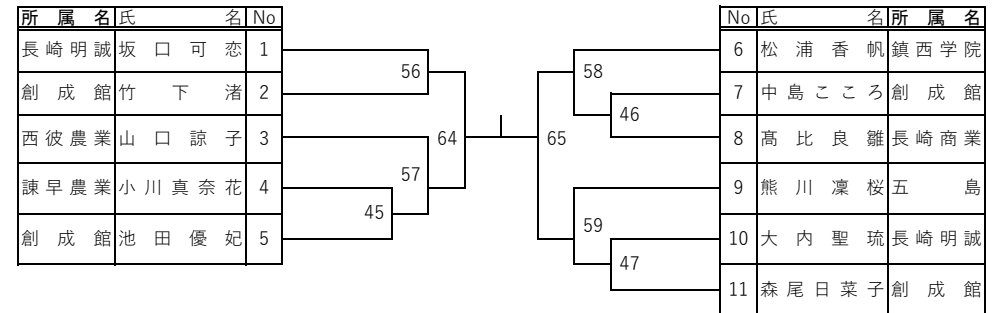 所属名 氏名 No
長崎明誠 坂口可恋 1
創成館 竹下渚 2
西彼農業 山口諒子 3
諫早農業 小川真奈花 4
創成館 池田優妃 5
56
64
57
45
65
58
46
59
47
No 氏名 所属名
6 松浦香帆 鎮西学院
7 中島こころ 創成館
8 髙比良雛 長崎商業
9 熊川凜桜 五島
10 大内聖琉 長崎明誠
11 森尾日菜子 創成館